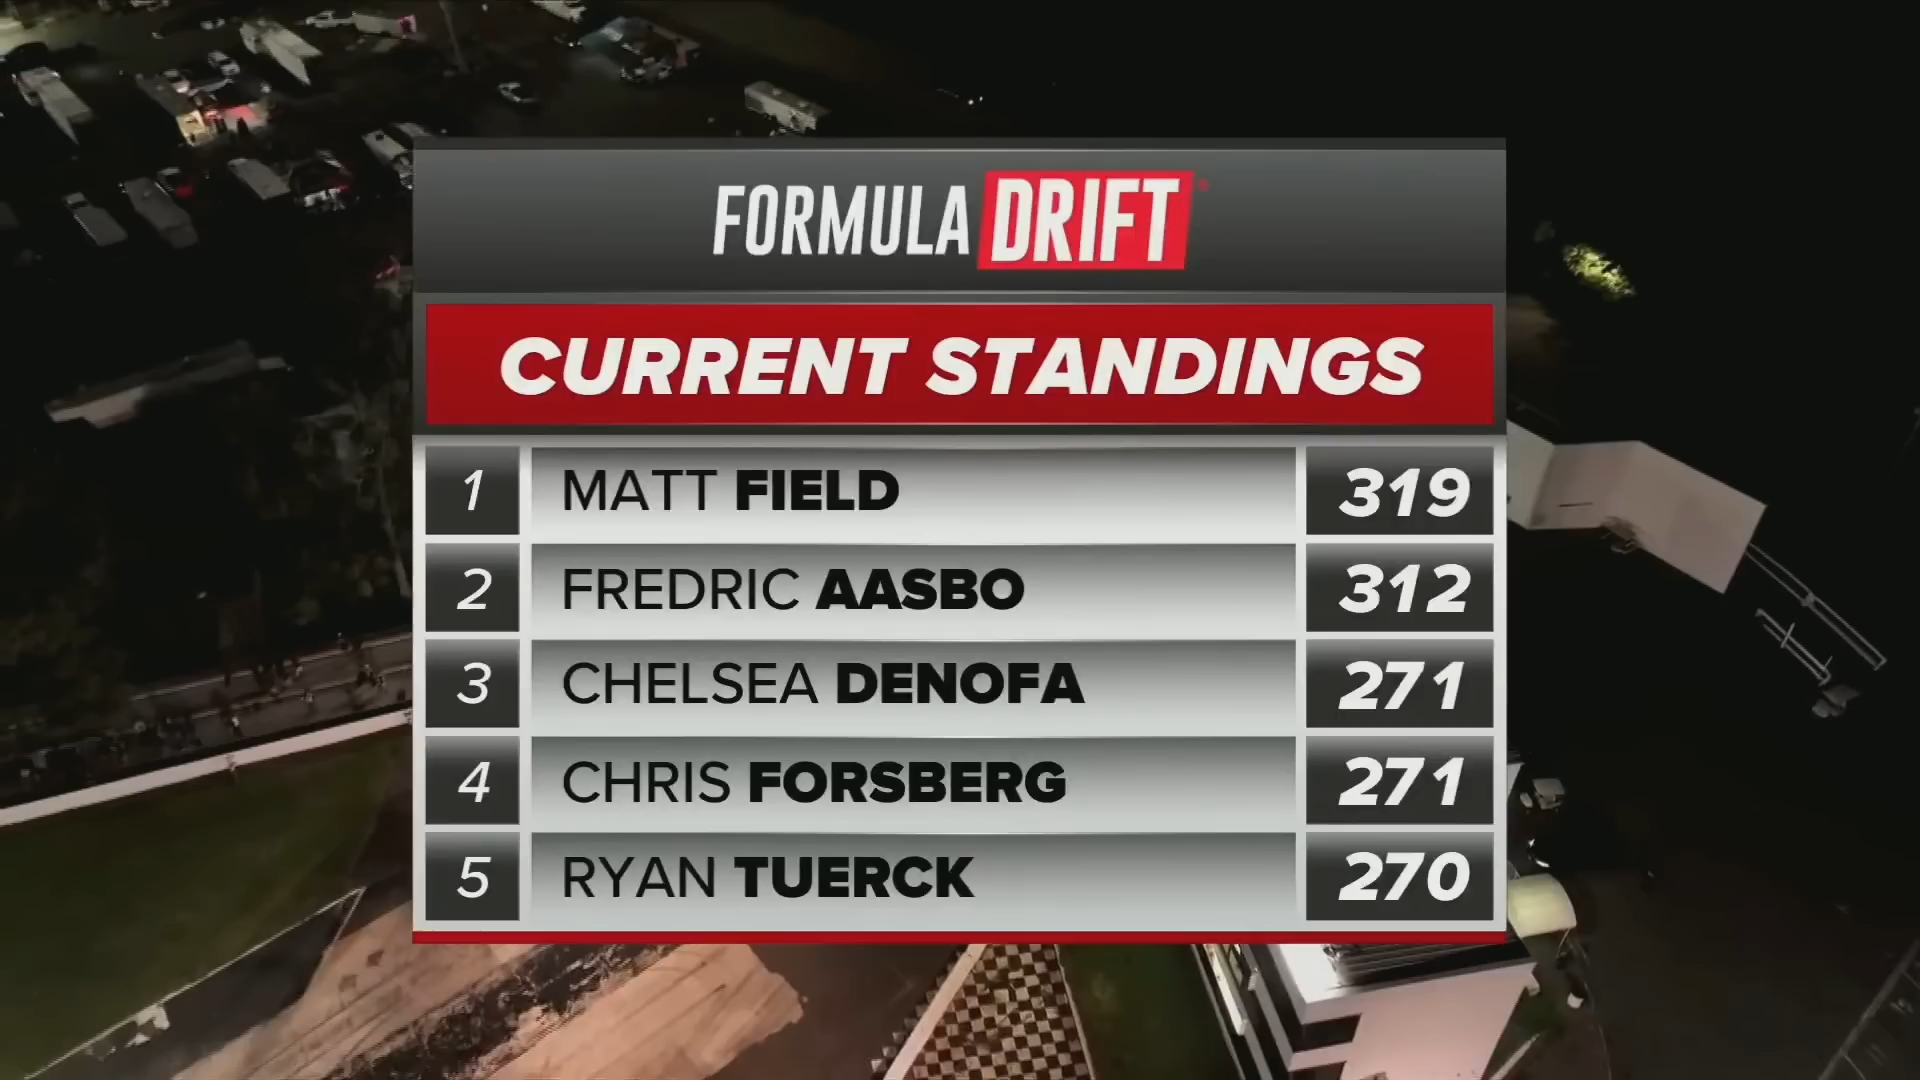 FORMULA DRIFT
CURRENT STANDINGS
1 MATT FIELD 319
2 FREDRIC AASBO 312
3 CHELSEA DENOFA 271
4 CHRIS FORSBERG 271
5 RYAN TUERCK 270